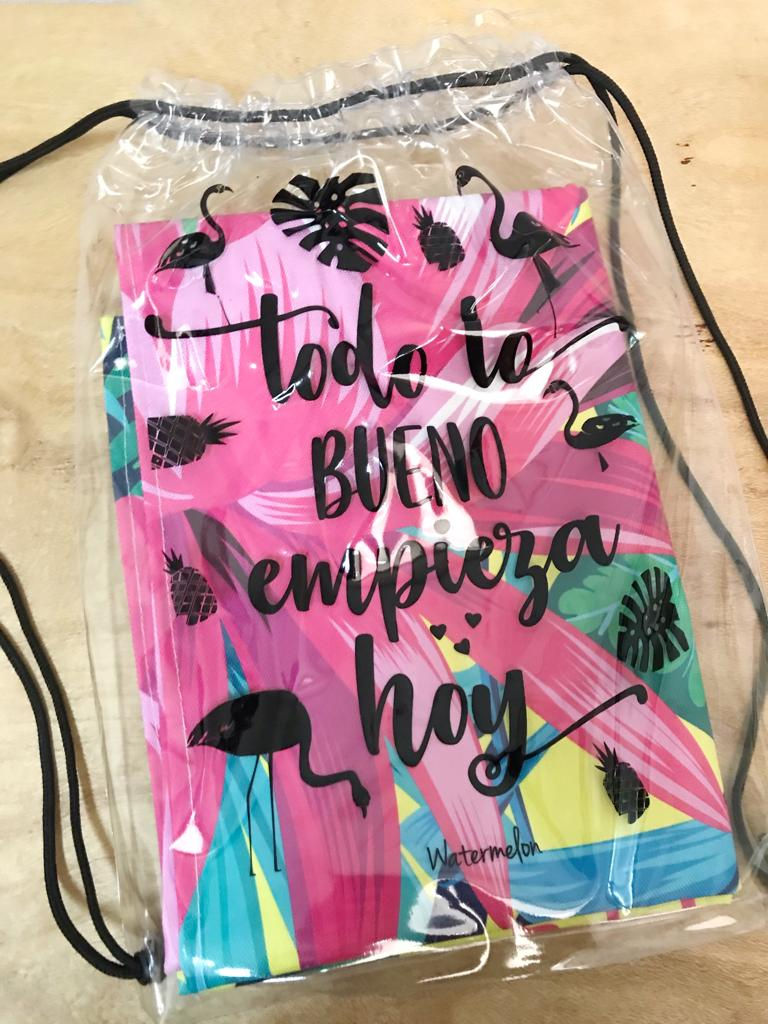 todo lo
BUENO
empieza
hoy
Watermelon